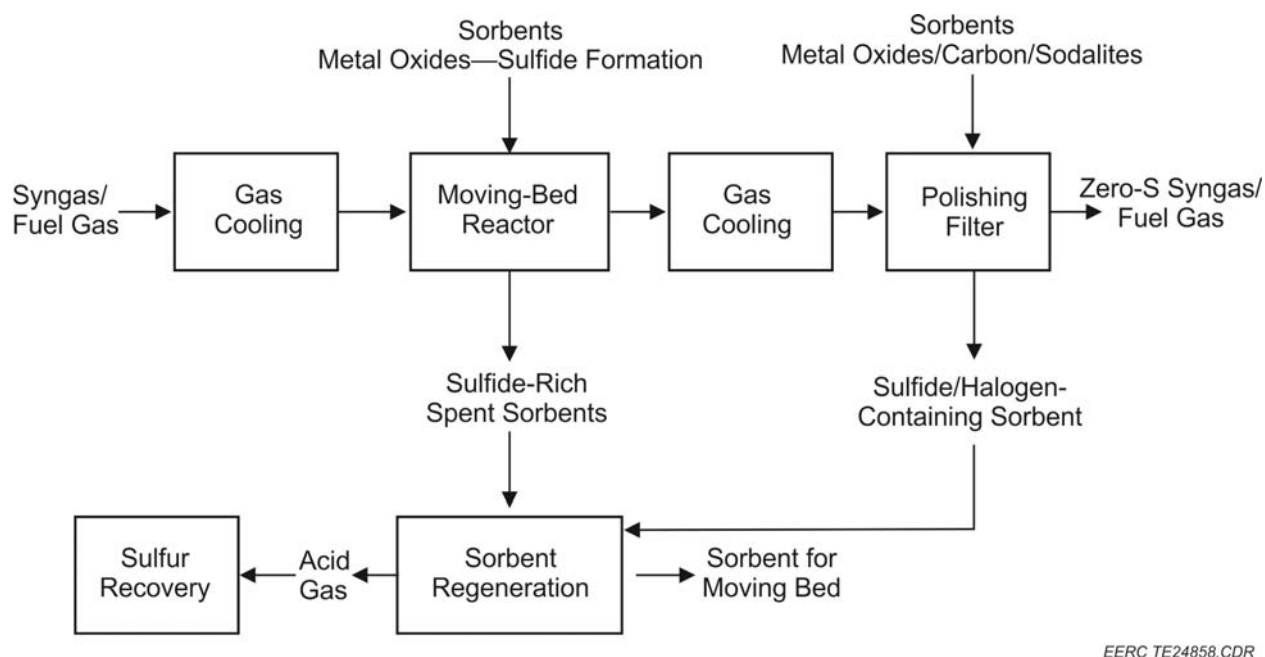 Sorbents
Metal Oxides—Sulfide Formation
Sorbents
Metal Oxides/Carbon/Sodalites
Syngas/
Fuel Gas
Gas
Cooling
Moving-Bed
Reactor
Gas
Cooling
Polishing
Filter
Zero-S Syngas/
Fuel Gas
Sulfide-Rich
Spent Sorbents
Sulfide/Halogen-
Containing Sorbent
Sulfur
Recovery
Acid
Gas
Sorbent
Regeneration
Sorbent for
Moving Bed
EERC TE24858.CDR